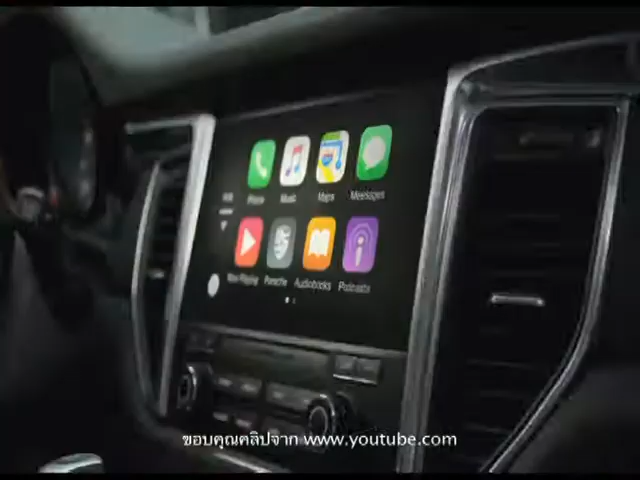 Phone Music Maps Messages
Now Playing Porsche Audiobooks Podcasts
ขอบคุณคลิปจาก www.youtube.com